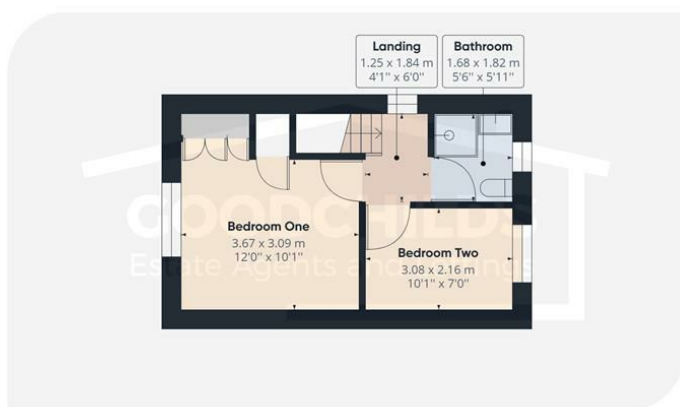 Landing
1.25 x 1.84 m
4'1" x 6'0"
Bathroom
1.68 x 1.82 m
5'6" x 5'11"
Bedroom One
3.67 x 3.09 m
12'0" x 10'1"
Bedroom Two
3.08 x 2.16 m
10'1" x 7'0"
GOODCHILDS
Estate Agents and Lettings